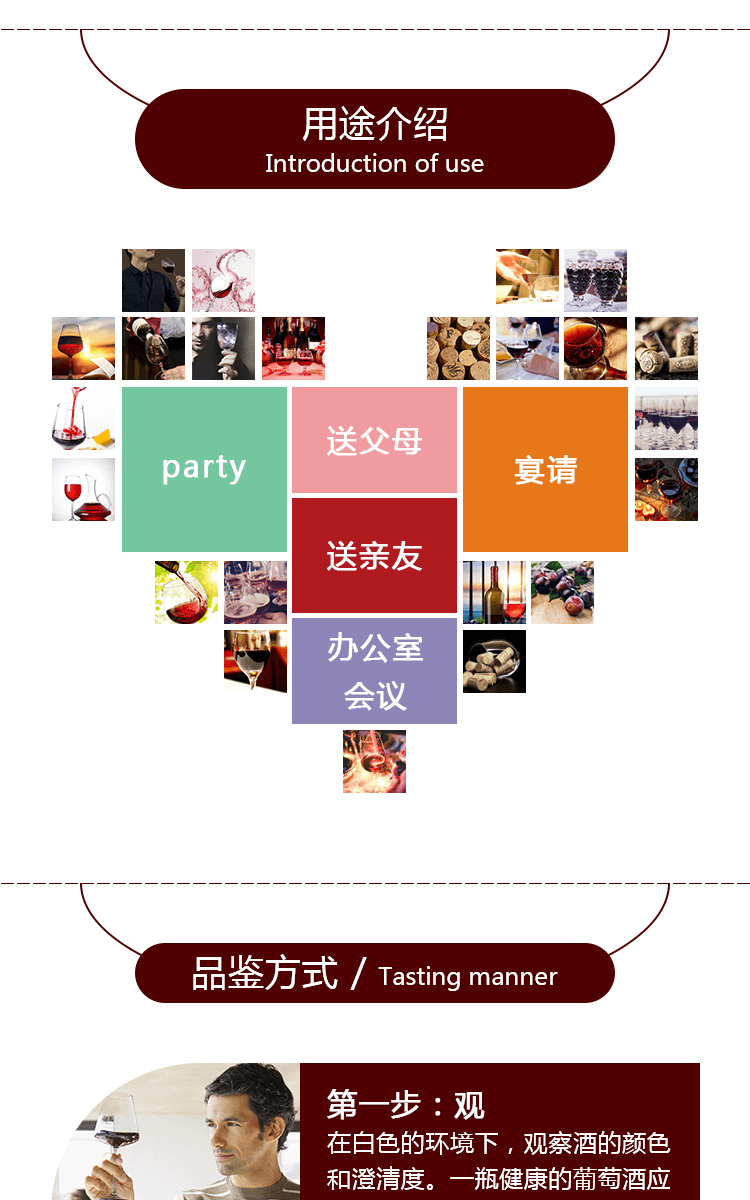 用途介绍
Introduction of use
party
送父母
宴请
送亲友
办公室
会议
品鉴方式 / Tasting manner
第一步：观
在白色的环境下，观察酒的颜色
和澄清度。一瓶健康的葡萄酒应